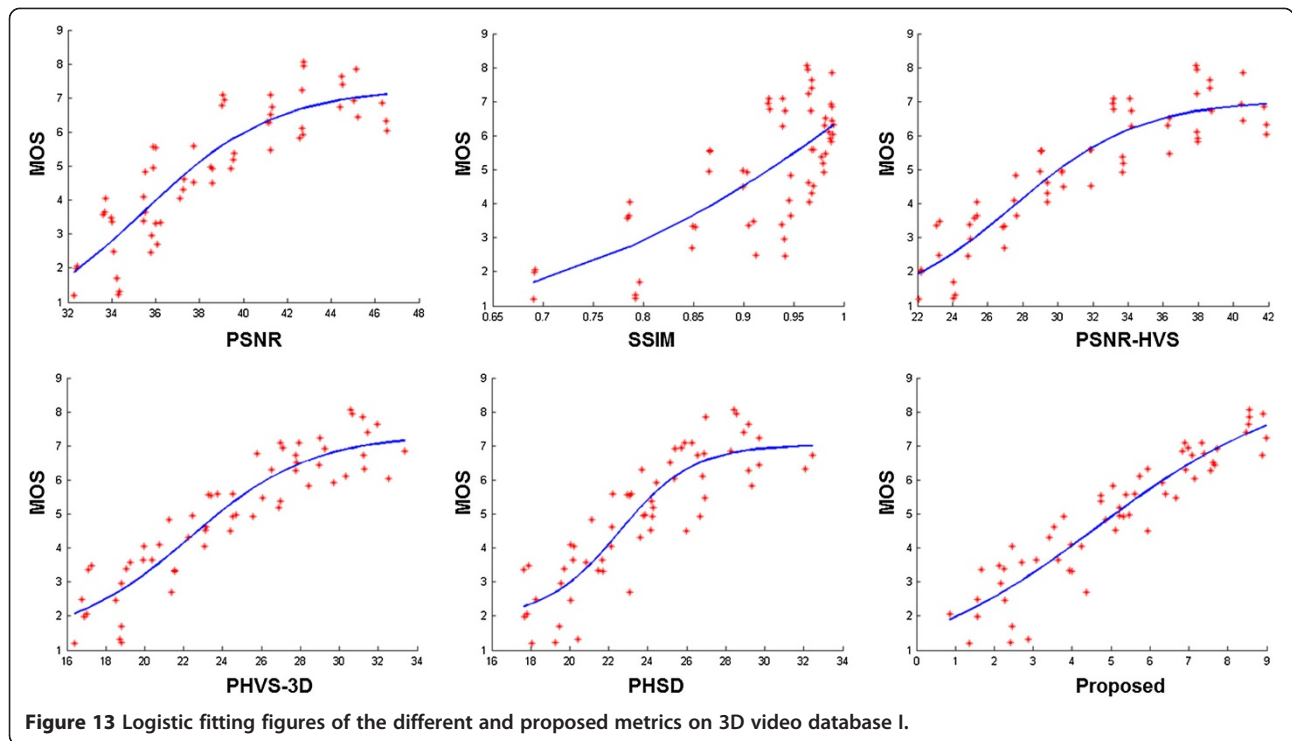 9
8
7
6
5
4
3
2
1
MOS
32 34 36 38 40 42 44 46 48
PSNR
9
8
7
6
5
4
3
2
1
MOS
0.65 0.7 0.75 0.8 0.85 0.9 0.95 1
SSIM
9
8
7
6
5
4
3
2
1
MOS
22 24 26 28 30 32 34 36 38 40 42
PSNR-HVS
9
8
7
6
5
4
3
2
1
MOS
16 18 20 22 24 26 28 30 32 34
PHVS-3D
9
8
7
6
5
4
3
2
1
MOS
16 18 20 22 24 26 28 30 32 34
PHSD
9
8
7
6
5
4
3
2
1
MOS
0 1 2 3 4 5 6 7 8 9
Proposed
Figure 13 Logistic fitting figures of the different and proposed metrics on 3D video database I.